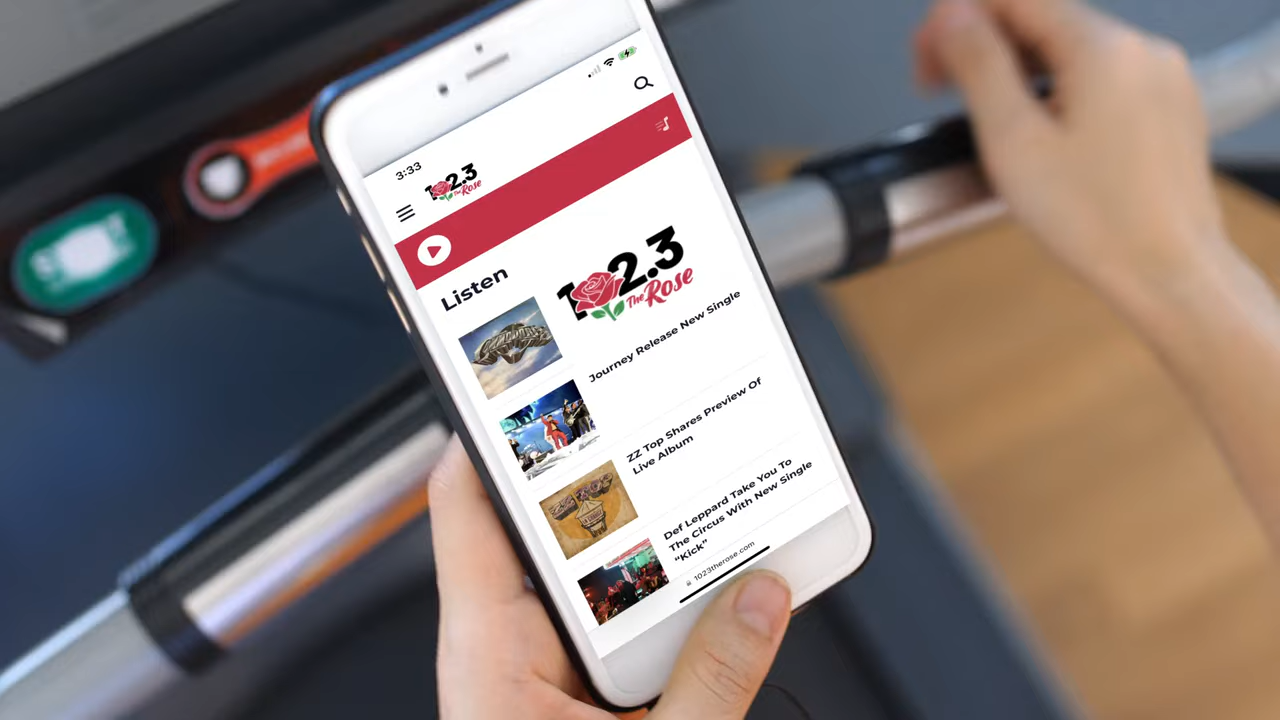 3:33
102.3
The Rose
Listen
102.3
The Rose
Journey Release New Single
ZZ Top Shares Preview Of
Live Album
Def Leppard Take You To
The Circus With New Single
“Kick”
1023therose.com